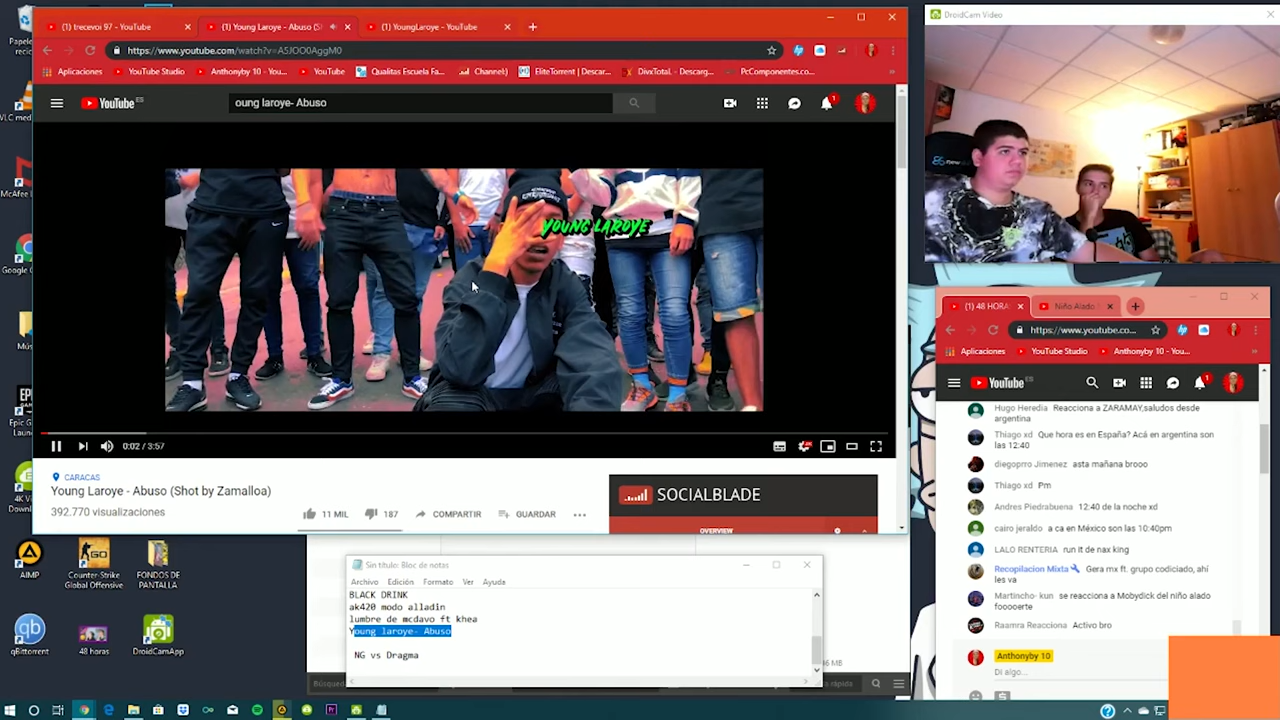 (1) trecevoi 97 - YouTube
(1) Young Laroye - Abuso (S
YoungLaroye - YouTube
https://www.youtube.com/watch?v=A5JOO0AggM0
Aplicaciones
YouTube Studio
Anthonyby 10 - You...
YouTube
Qualitas Escuela Fa...
Channel)
EliteTorrent | Descar...
DivxTotaL - Descarg...
PcComponentes.co...
YouTube ES
oung laroye- Abuso
1
YOUNG LAROYE
0:02 / 3:57
CARACAS
Young Laroye - Abuso (Shot by Zamalloa)
392.770 visualizaciones
11 MIL
187
COMPARTIR
GUARDAR
SOCIALBLADE
OVERVIEW
DroidCam Video
(1) 48 HORA
Niño Alado
https://www.youtube.co...
Aplicaciones
YouTube Studio
Anthonyby 10 - You...
YouTube ES
1
Hugo Heredia Reacciona a ZARAMAY,saludos desde
argentina
Thiago xd Que hora es en España? Acá en argentina son
las 12:40
diegoprro Jimenez asta mañana brooo
Thiago xd Pm
Andres Piedrabuena 12:40 de la noche xd
cairo jeraldo a ca en México son las 10:40pm
LALO RENTERIA run It de nax king
Recopilacion Mixta Gera mx ft. grupo codiciado, ahí
les va
Martincho- kun se reacciona a Mobydick del niño alado
foooerte
Raamra Reacciona Activo bro
Anthonyby 10
Di algo...
Sin título: Bloc de notas
Archivo Edición Formato Ver Ayuda
BLACK DRINK
ak420 modo alladin
lumbre de mcdavo ft khea
Young laroye- Abuso
NG vs Dragma
Búsqueda
rápida
AIMP
Counter-Strike
Global Offensive
FONDOS DE
PANTALLA
qBittorrent
48 horas
DroidCamApp